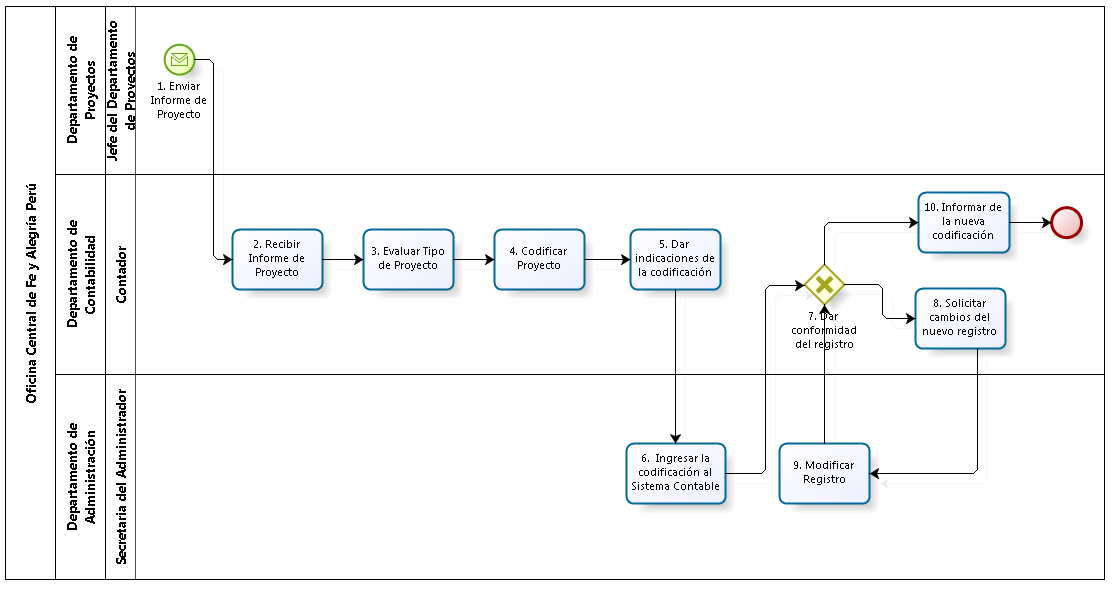 Oficina Central de Fe y Alegría Perú
Departamento de
Proyectos
Jefe del Departamento
de Proyectos
1. Enviar
Informe de
Proyecto
Departamento de
Contabilidad
Contador
2. Recibir
Informe de
Proyecto
3. Evaluar Tipo
de Proyecto
4. Codificar
Proyecto
5. Dar
indicaciones de
la codificación
7. Dar
conformidad
del registro
10. Informar de
la nueva
codificación
8. Solicitar
cambios del
nuevo registro
Departamento de
Administración
Secretaria del Administrador
6. Ingresar la
codificación al
Sistema Contable
9. Modificar
Registro